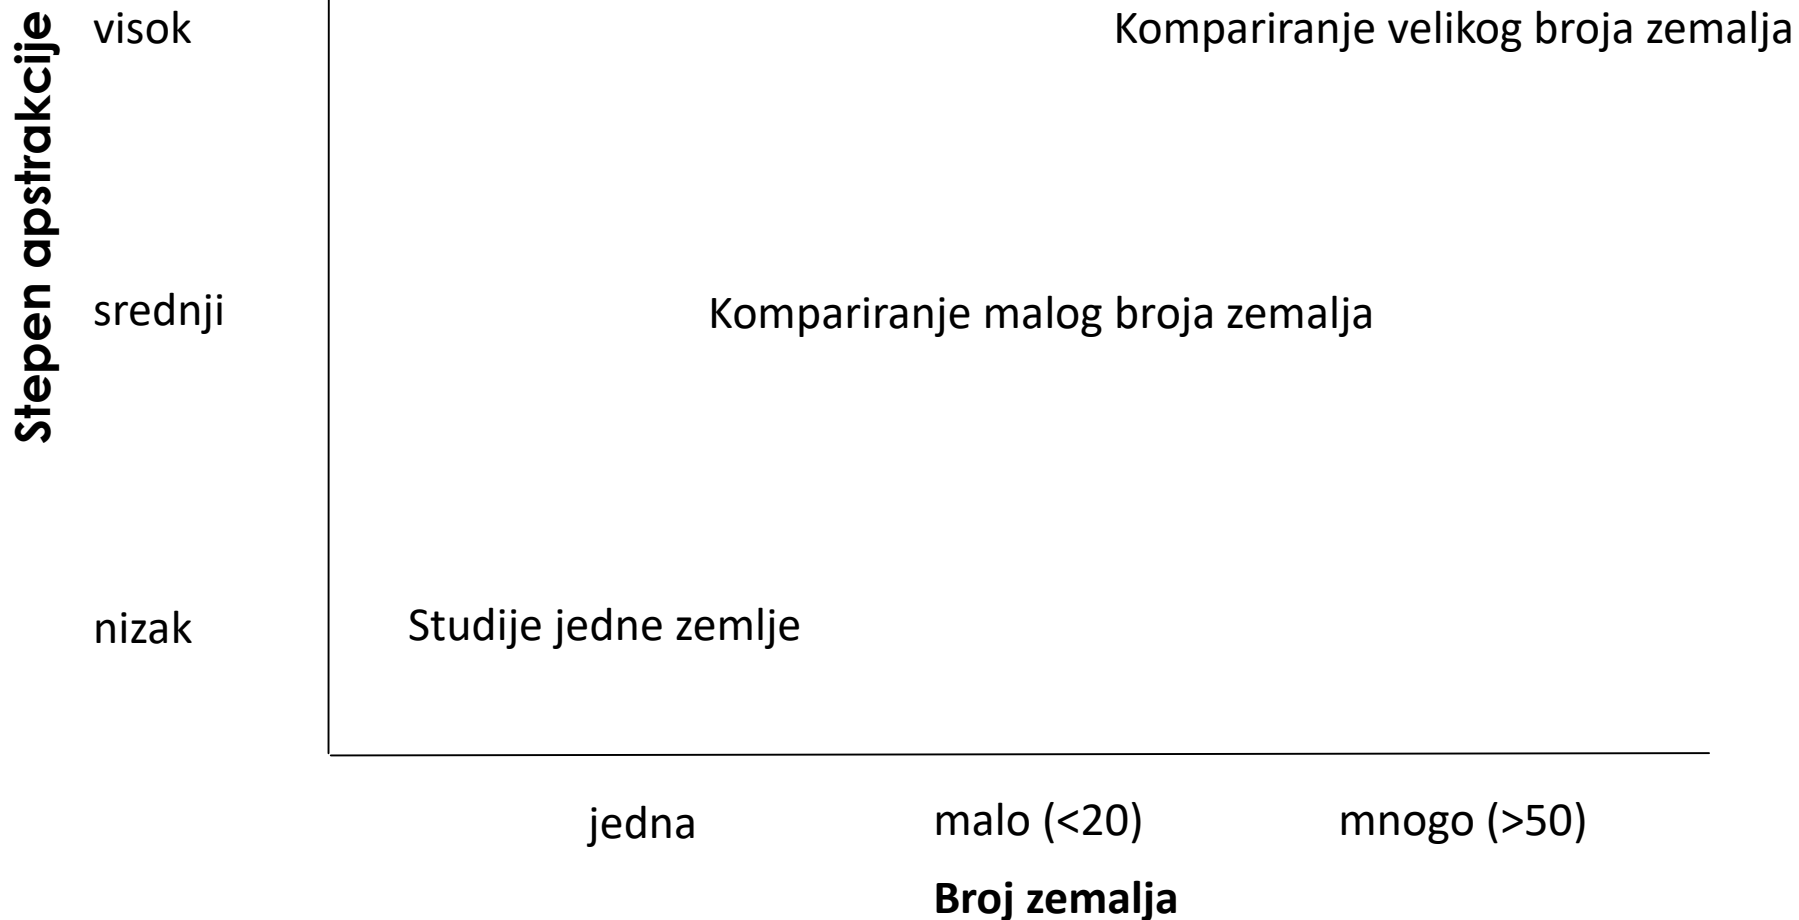 Stepen apstrakcije
visok
Kompariranje velikog broja zemalja
srednji
Kompariranje malog broja zemalja
nizak
Studije jedne zemlje
jedna
malo (<20)
mnogo (>50)
Broj zemalja